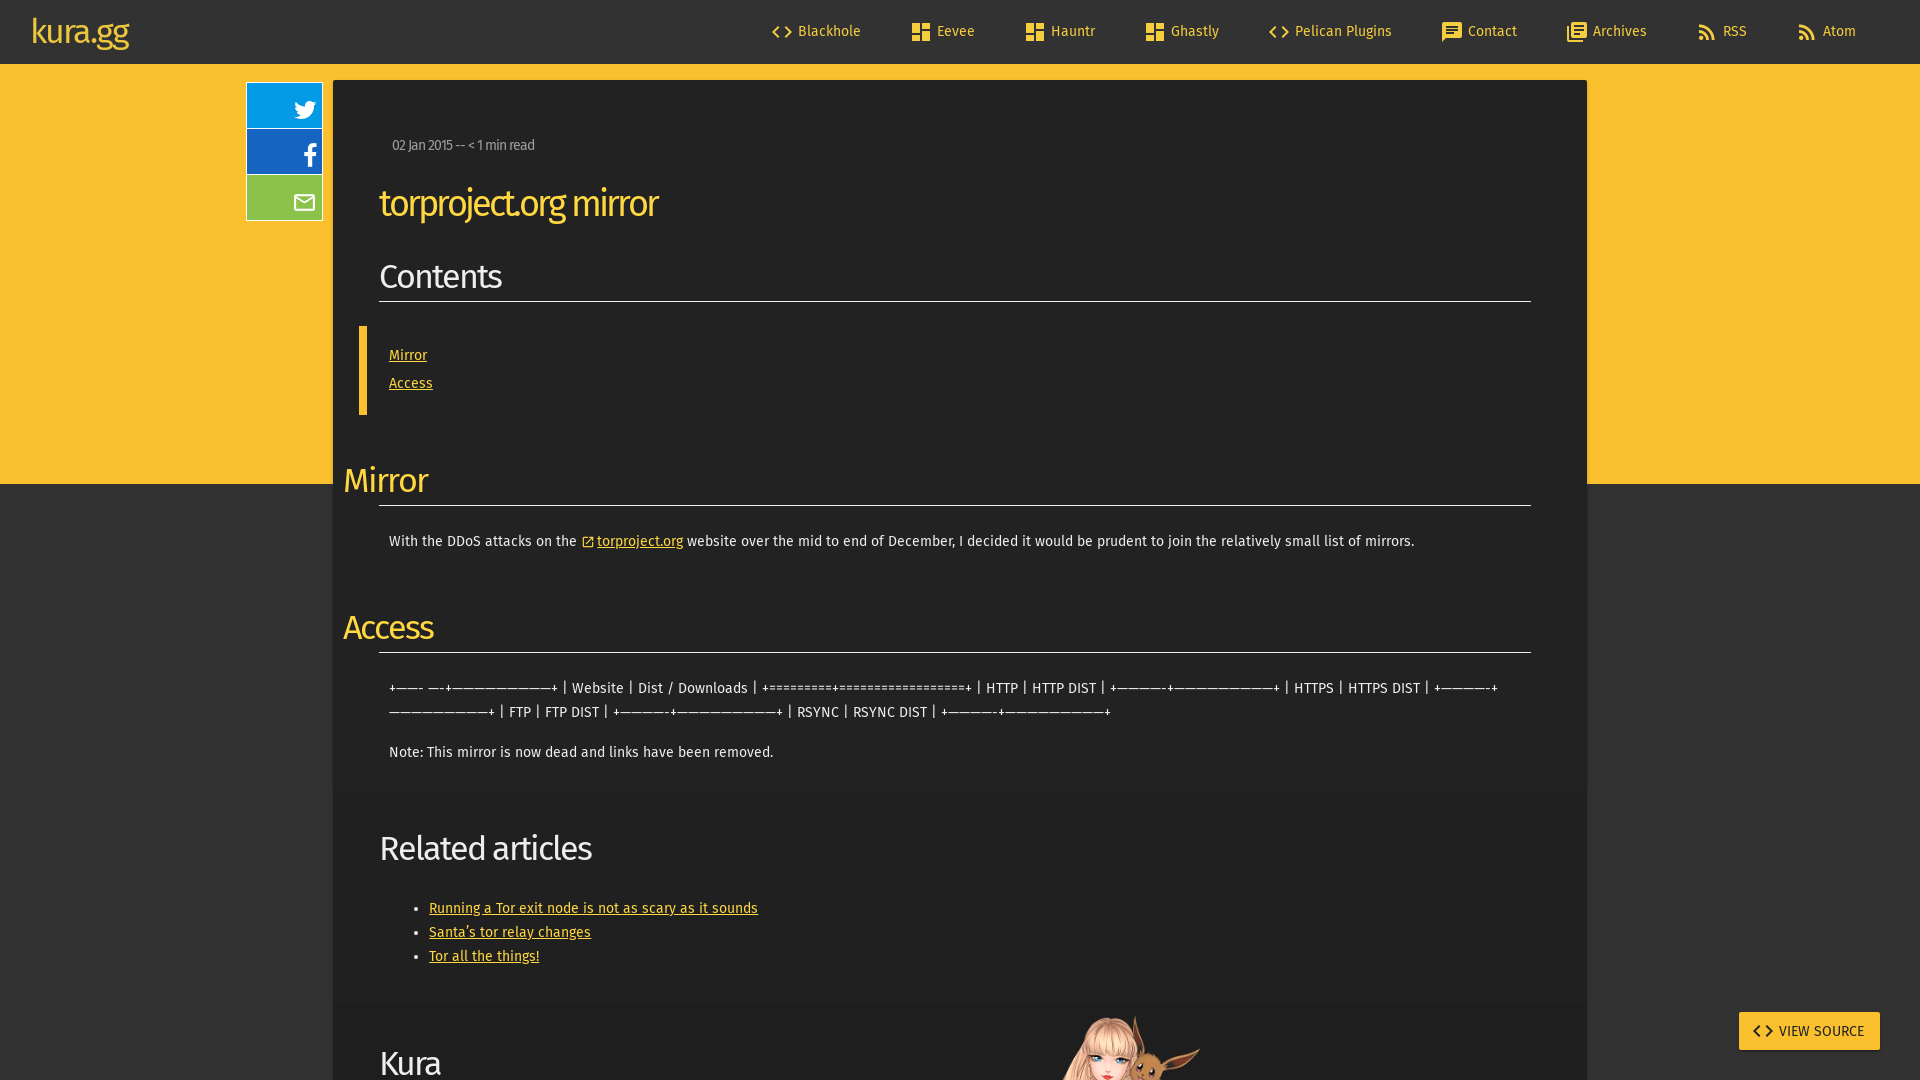 kura.gg
Blackhole
Eevee
Hauntr
Ghastly
Pelican Plugins
Contact
Archives
RSS
Atom
02 Jan 2015 -- < 1 min read
torproject.org mirror
Contents
Mirror
Access
Mirror
With the DDoS attacks on the torproject.org website over the mid to end of December, I decided it would be prudent to join the relatively small list of mirrors.
Access
+——- —-+—————————+ | Website | Dist / Downloads | +=========+==================+ | HTTP | HTTP DIST | +————-+—————————+ | HTTPS | HTTPS DIST | +————-+
—————————+ | FTP | FTP DIST | +————-+—————————+ | RSYNC | RSYNC DIST | +————-+—————————+
Note: This mirror is now dead and links have been removed.
Related articles
Running a Tor exit node is not as scary as it sounds
Santa’s tor relay changes
Tor all the things!
Kura
VIEW SOURCE